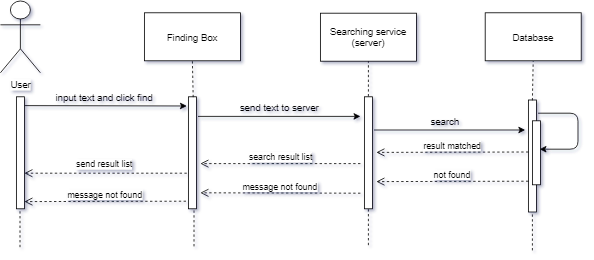 Finding Box
Searching service
(server)
Database
User
input text and click find
send text to server
search
result matched
search result list
send result list
not found
message not found
message not found